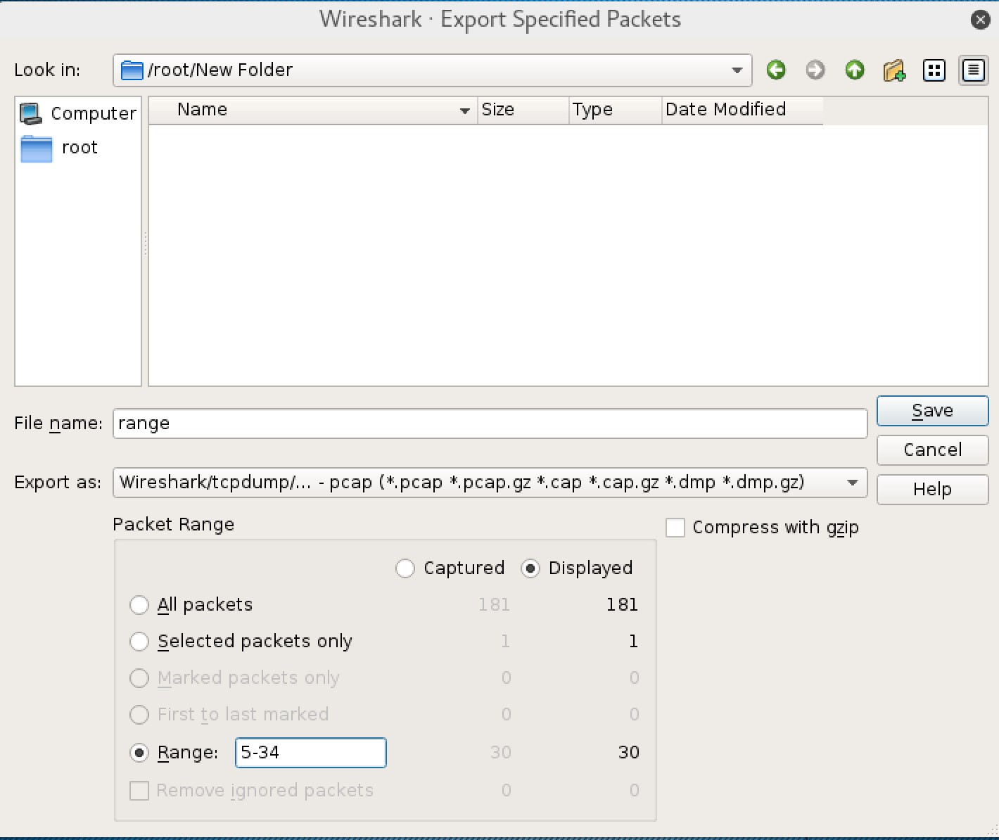 Wireshark · Export Specified Packets
Look in: /root/New Folder
Computer
root
Name Size Type Date Modified
File name: range
Save
Cancel
Export as: Wireshark/tcpdump/... - pcap (*.pcap *.pcap.gz *.cap *.cap.gz *.dmp *.dmp.gz)
Help
Packet Range
Compress with gzip
Captured Displayed
All packets 181 181
Selected packets only 1 1
Marked packets only 0 0
First to last marked 0 0
Range: 5-34 30 30
Remove ignored packets 0 0